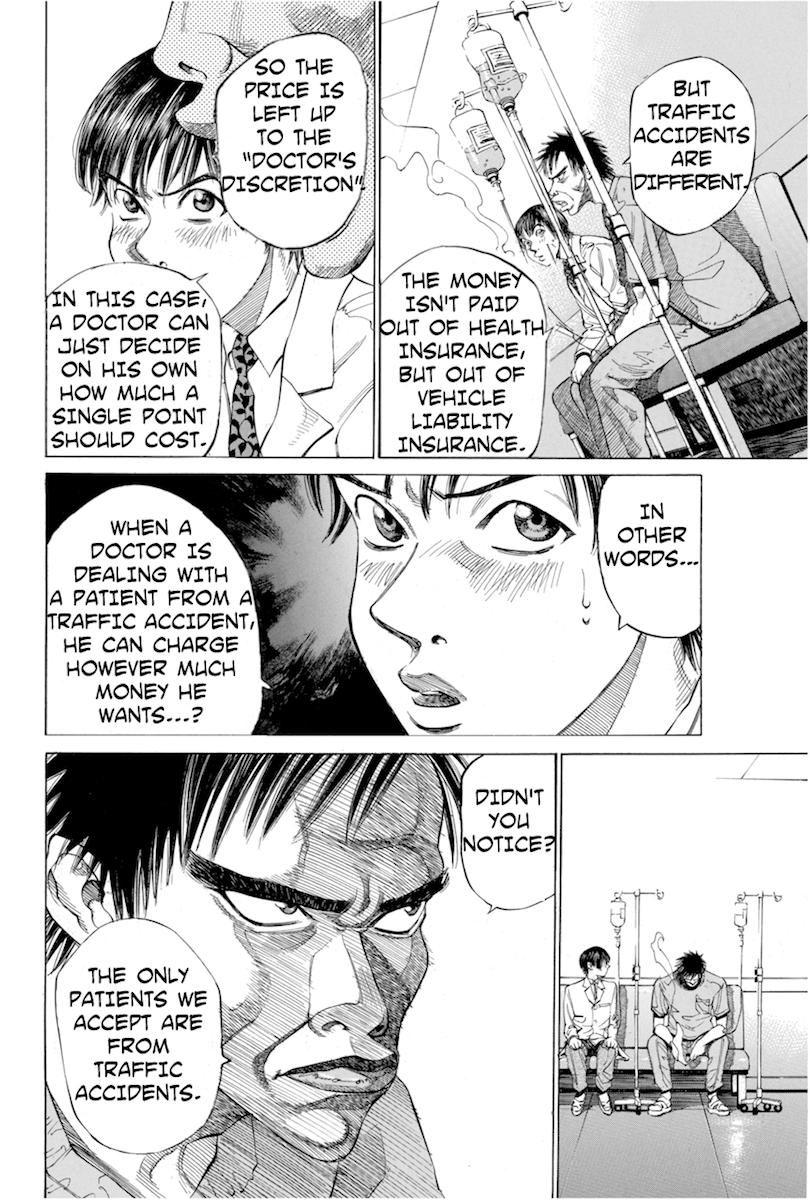 BUT
TRAFFIC
ACCIDENTS
ARE
DIFFERENT.
THE MONEY
ISN'T PAID
OUT OF HEALTH
INSURANCE,
BUT OUT OF
VEHICLE
LIABILITY
INSURANCE.
SO THE
PRICE IS
LEFT UP
TO THE
"DOCTOR'S
DISCRETION".
IN THIS CASE,
A DOCTOR CAN
JUST DECIDE
ON HIS OWN
HOW MUCH A
SINGLE POINT
SHOULD COST.
IN
OTHER
WORDS...
WHEN A
DOCTOR IS
DEALING WITH
A PATIENT FROM A
TRAFFIC ACCIDENT,
HE CAN CHARGE
HOWEVER MUCH
MONEY HE
WANTS...?
DIDN'T
YOU
NOTICE?
THE ONLY
PATIENTS WE
ACCEPT ARE
FROM
TRAFFIC
ACCIDENTS.